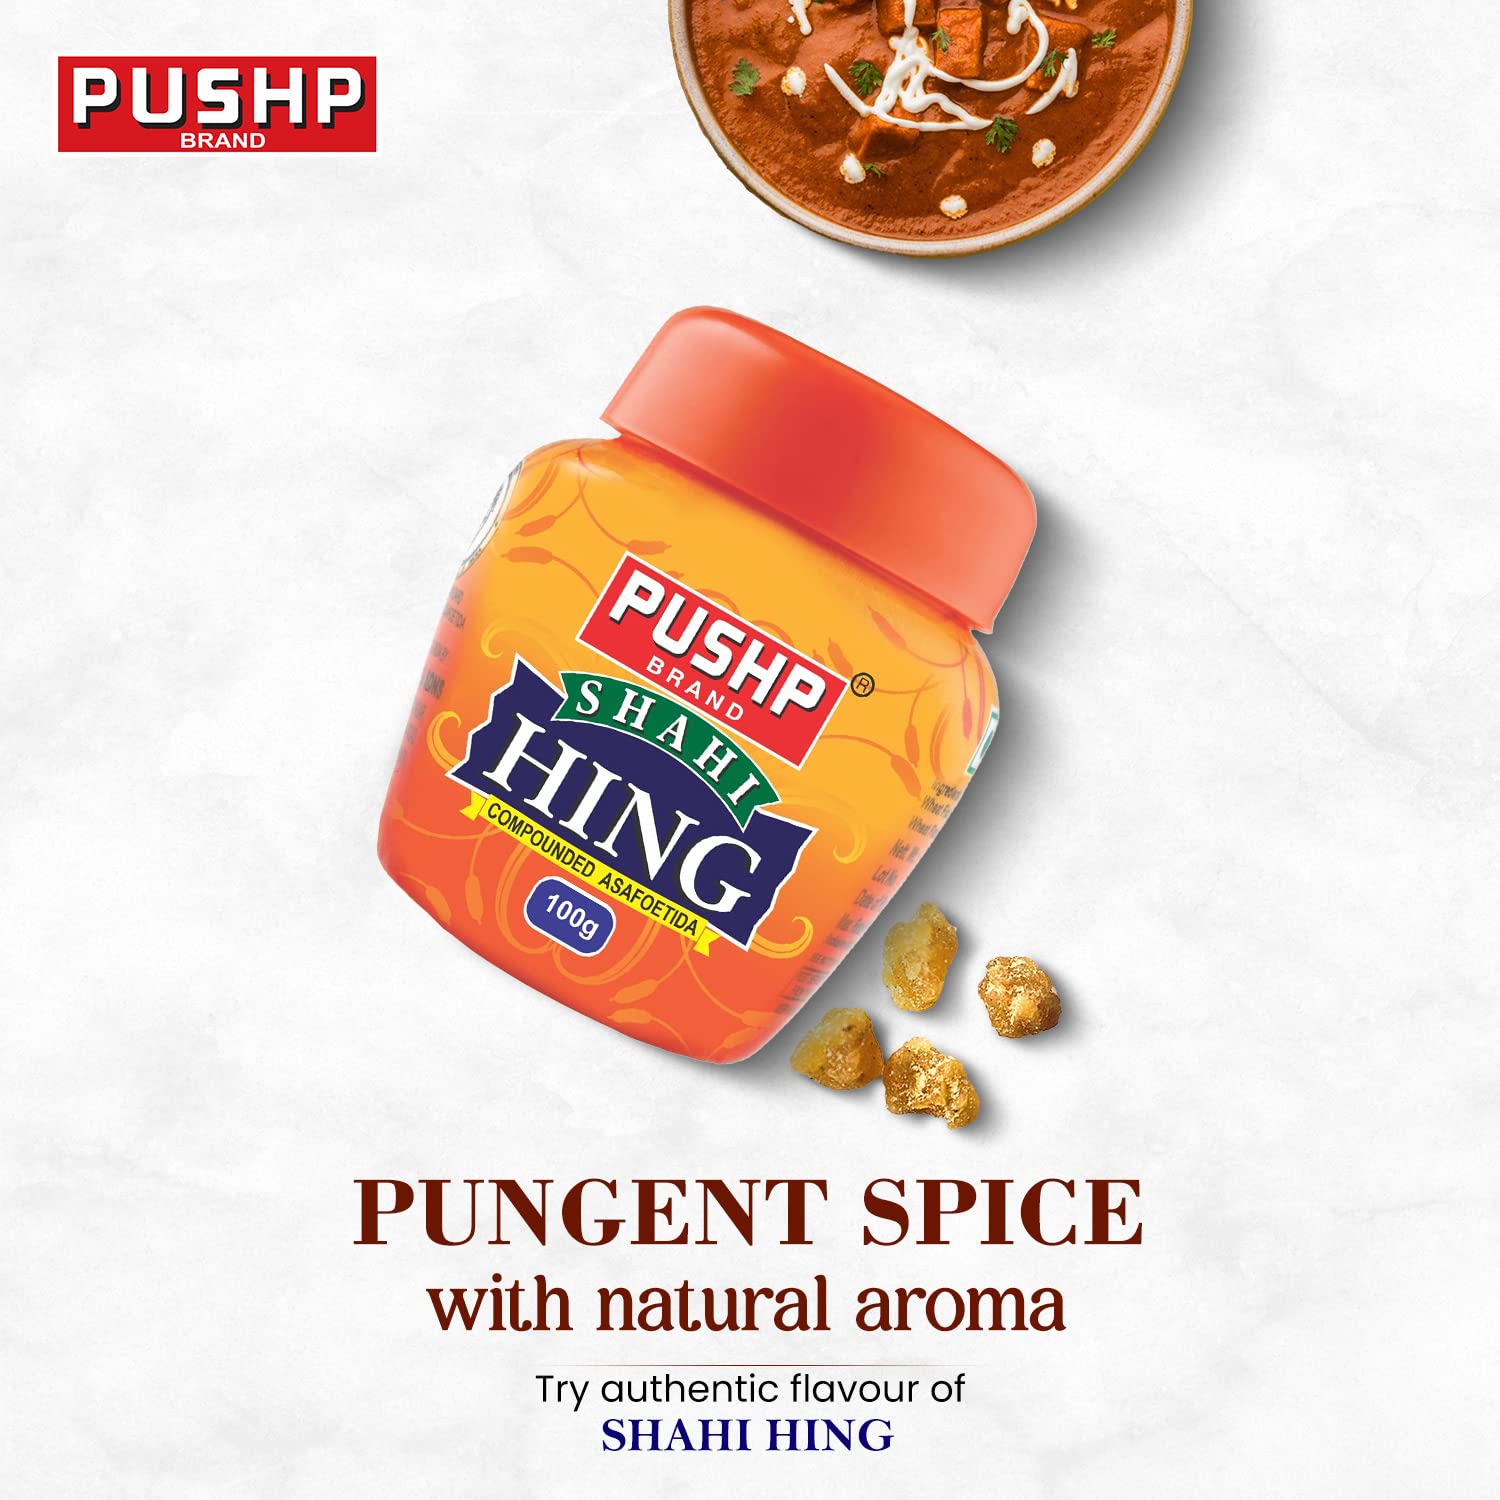 PUSHP
BRAND
PUSHP
BRAND
®
SHAHI
HING
COMPOUNDED ASAFOETIDA
100g
PUNGENT SPICE
with natural aroma
Try authentic flavour of
SHAHI HING